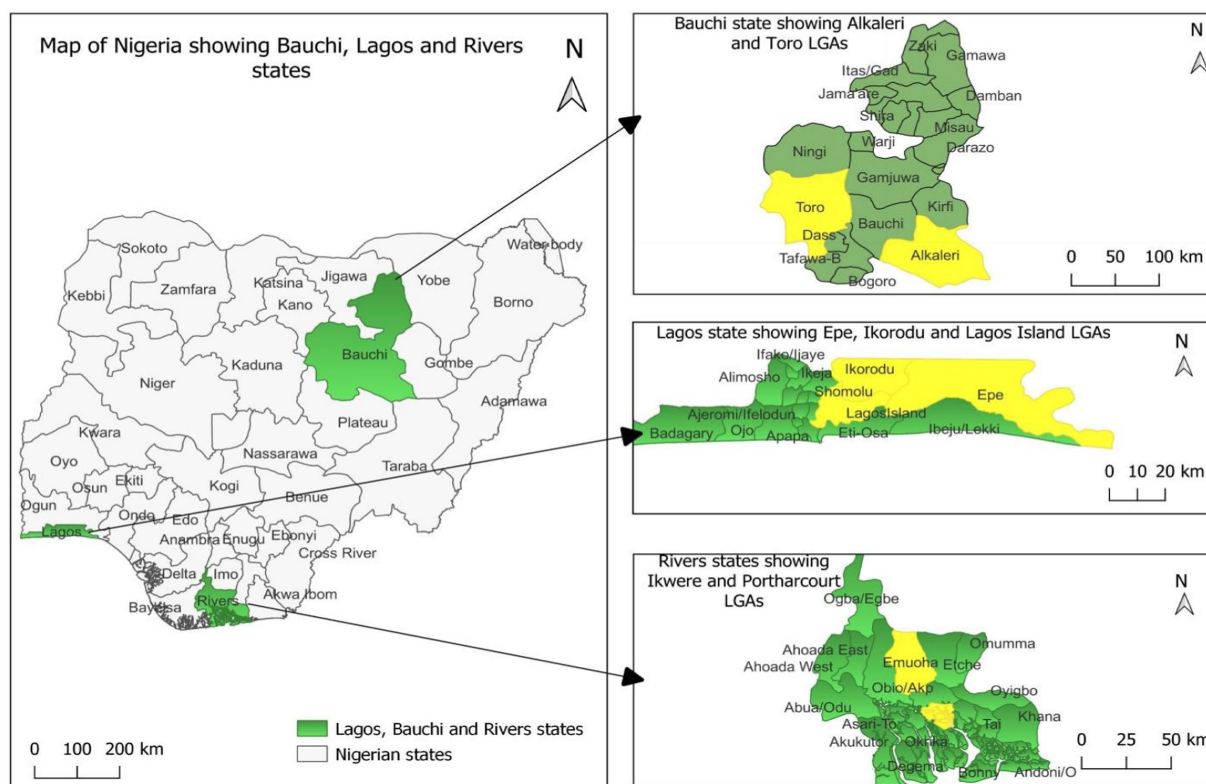 Map of Nigeria showing Bauchi, Lagos and Rivers
states
N
Sokoto
Water body
Katsina
Jigawa
Yobe
Kebbi
Zamfara
Kano
Borno
Bauchi
Kaduna
Gombe
Niger
Adamawa
Plateau
Kwara
Nassarawa
Taraba
Oyo
Ekiti
Kogi
Osun
Benue
Ogun
Ondo
Edo
Lagos
Anambra
Enugu
Ebonyi
Cross River
Delta
Imo
Akwa Ibom
Bayelsa
Rivers
Lagos, Bauchi and Rivers states
Nigerian states
0 100 200 km
Bauchi state showing Alkaleri
and Toro LGAs
N
Zaki
Gamawa
Itas/Gad
Jama'are
Damban
Shira
Misau
Warji
Darazo
Ningi
Gamjuwa
Toro
Kirfi
Bauchi
Dass
Alkaleri
Tafawa-B
Bogoro
0 50 100 km
Lagos state showing Epe, Ikorodu and Lagos Island LGAs
N
Ifako/Ijaye
Alimosho
Ikeja
Ikorodu
Shomolu
Epe
Ajeromi/Ifelodun
LagosIsland
Badagary
Ojo
Apapa
Eti-Osa
Ibeju/Lekki
0 10 20 km
Rivers states showing
Ikwere and Portharcourt
LGAs
N
Ogba/Egbe
Omumma
Ahoada East
Emuoha
Etche
Ahoada West
Obio/Akp
Oyigbo
Abua/Odu
Khana
Asari-To
Tai
Akukutor
Okrika
Degema
Bonny
Andoni/O
0 25 50 km